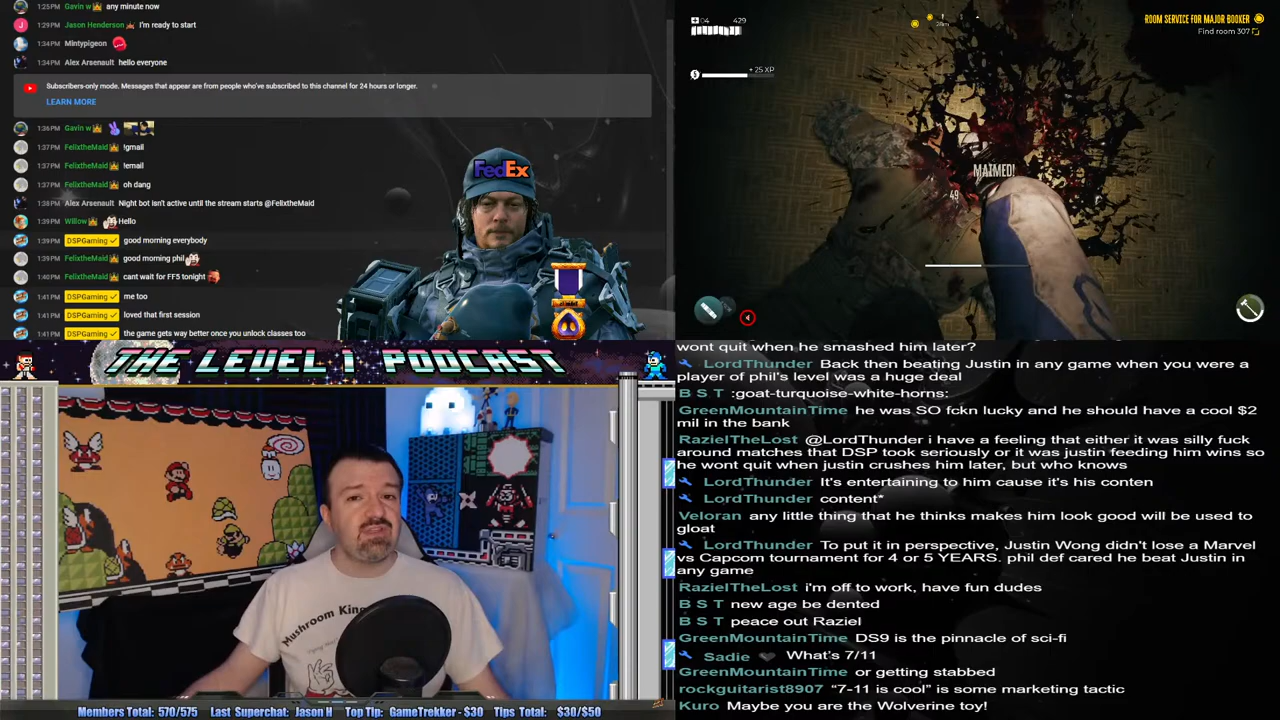 1:25PM Gavin w any minute now
1:29PM Jason Henderson I'm ready to start
1:34PM Mintypigeon
1:34PM Alex Arsenault hello everyone
Subscribers-only mode. Messages that appear are from people who've subscribed to this channel for 24 hours or longer.
LEARN MORE
1:36PM Gavin w
1:37PM FelixtheMaid !gmail
1:37PM FelixtheMaid !email
1:37PM FelixtheMaid oh dang
1:38PM Alex Arsenault Night bot isn't active until the stream starts @FelixtheMaid
1:39PM Willow Hello
1:39PM DSPGaming good morning everybody
1:39PM FelixtheMaid good morning phil
1:40PM FelixtheMaid cant wait for FF5 tonight
1:41PM DSPGaming me too
1:41PM DSPGaming loved that first session
1:41PM DSPGaming the game gets way better once you unlock classes too
FedEx
04 429
+25 XP
28m
ROOM SERVICE FOR MAJOR BOOKER
Find room 307
MAIMED!
49
THE LEVEL 1 PODCAST
Mushroom King
wont quit when he smashed him later?
LordThunder Back then beating Justin in any game when you were a
player of phil's level was a huge deal
B S T :goat-turquoise-white-horns:
GreenMountainTime he was SO fckn lucky and he should have a cool $2
mil in the bank
RazielTheLost @LordThunder i have a feeling that either it was silly fuck
around matches that DSP took seriously or it was justin feeding him wins so
he wont quit when justin crushes him later, but who knows
LordThunder It's entertaining to him cause it's his conten
LordThunder content*
Veloran any little thing that he thinks makes him look good will be used to
gloat
LordThunder To put it in perspective, Justin Wong didn't lose a Marvel
vs Capcom tournament for 4 or 5 YEARS. phil def cared he beat Justin in
any game
RazielTheLost i'm off to work, have fun dudes
B S T new age be dented
B S T peace out Raziel
GreenMountainTime DS9 is the pinnacle of sci-fi
Sadie What's 7/11
GreenMountainTime or getting stabbed
rockguitarist8907 “7-11 is cool” is some marketing tactic
Kuro Maybe you are the Wolverine toy!
Members Total: 570/575 Last Superchat: Jason H Top Tip: GameTrekker - $30 Tips Total: $30/$50